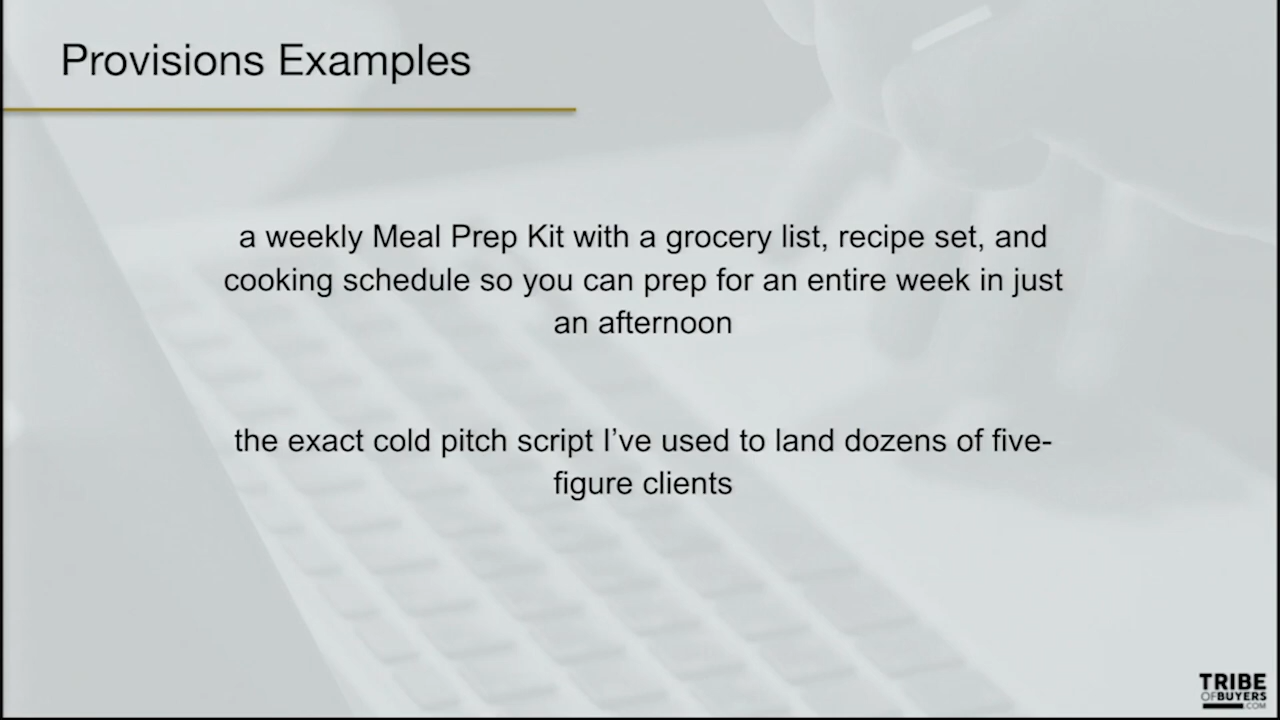 Provisions Examples
a weekly Meal Prep Kit with a grocery list, recipe set, and
cooking schedule so you can prep for an entire week in just
an afternoon
the exact cold pitch script I’ve used to land dozens of five-
figure clients
TRIBE
OFBUYERS
.COM